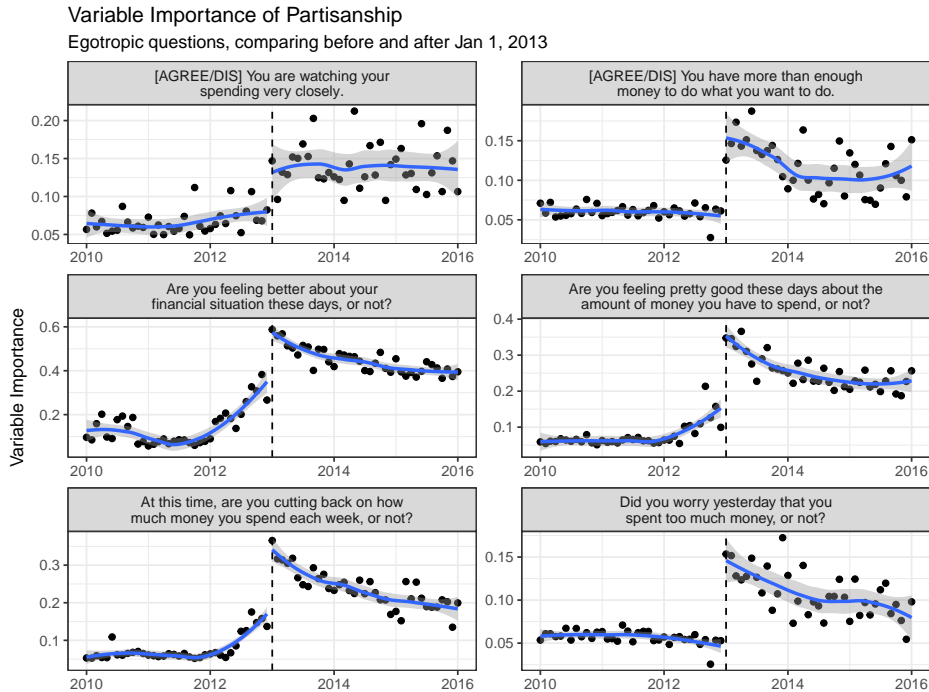 Variable Importance of Partisanship
Egotropic questions, comparing before and after Jan 1, 2013
[AGREE/DIS] You are watching your
spending very closely.
[AGREE/DIS] You have more than enough
money to do what you want to do.
0.20
0.15
0.10
0.05
2010 2012 2014 2016
0.15
0.10
0.05
2010 2012 2014 2016
Are you feeling better about your
financial situation these days, or not?
Are you feeling pretty good these days about the
amount of money you have to spend, or not?
Variable Importance
0.6
0.4
0.2
2010 2012 2014 2016
0.4
0.3
0.2
0.1
2010 2012 2014 2016
At this time, are you cutting back on how
much money you spend each week, or not?
Did you worry yesterday that you
spent too much money, or not?
0.3
0.2
0.1
2010 2012 2014 2016
0.15
0.10
0.05
2010 2012 2014 2016